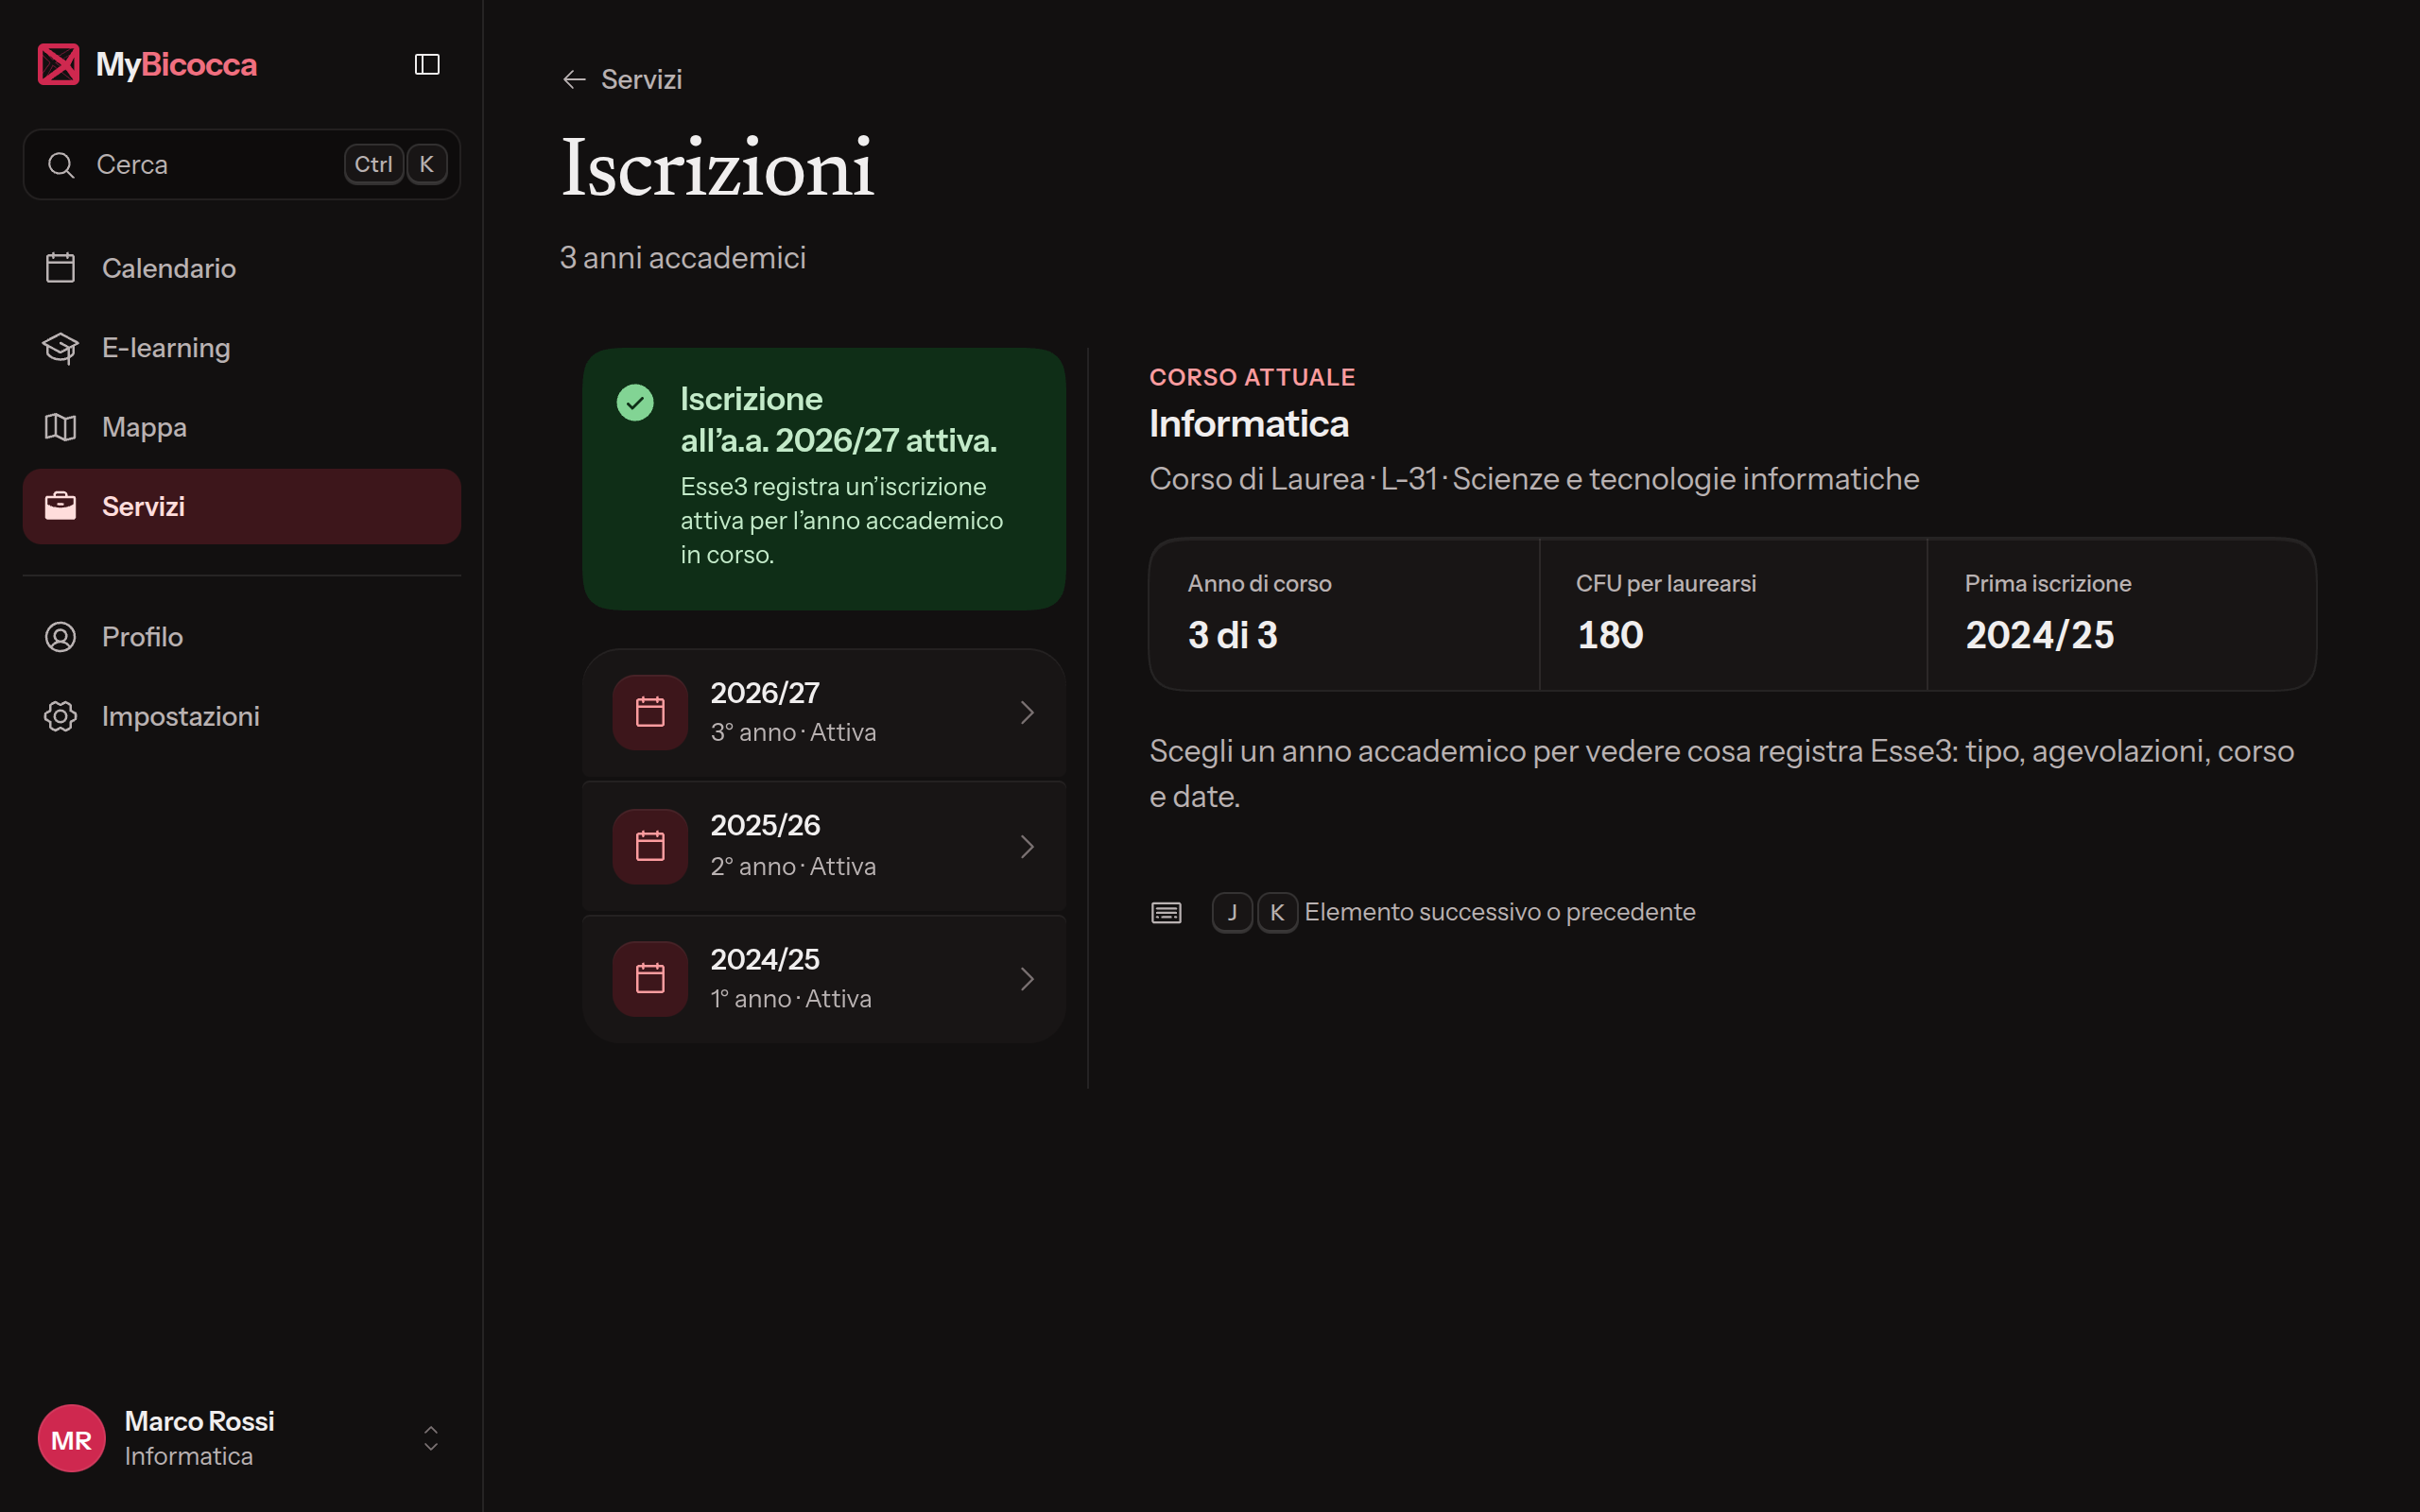 MyBicocca
Cerca
Ctrl K
Calendario
E-learning
Mappa
Servizi
Profilo
Impostazioni
MR
Marco Rossi
Informatica
Servizi
Iscrizioni
3 anni accademici
Iscrizione
all’a.a. 2026/27 attiva.
Esse3 registra un’iscrizione
attiva per l’anno accademico
in corso.
2026/27
3° anno · Attiva
2025/26
2° anno · Attiva
2024/25
1° anno · Attiva
CORSO ATTUALE
Informatica
Corso di Laurea · L-31 · Scienze e tecnologie informatiche
Anno di corso
3 di 3
CFU per laurearsi
180
Prima iscrizione
2024/25
Scegli un anno accademico per vedere cosa registra Esse3: tipo, agevolazioni, corso
e date.
J K Elemento successivo o precedente